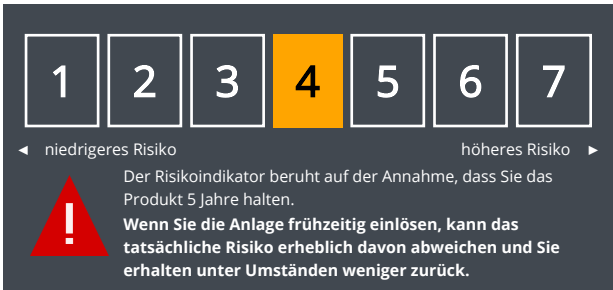 1 2 3 4 5 6 7
◄ niedrigeres Risiko höheres Risiko ►
Der Risikoindikator beruht auf der Annahme, dass Sie das
Produkt 5 Jahre halten.
!
Wenn Sie die Anlage frühzeitig einlösen, kann das
tatsächliche Risiko erheblich davon abweichen und Sie
erhalten unter Umständen weniger zurück.